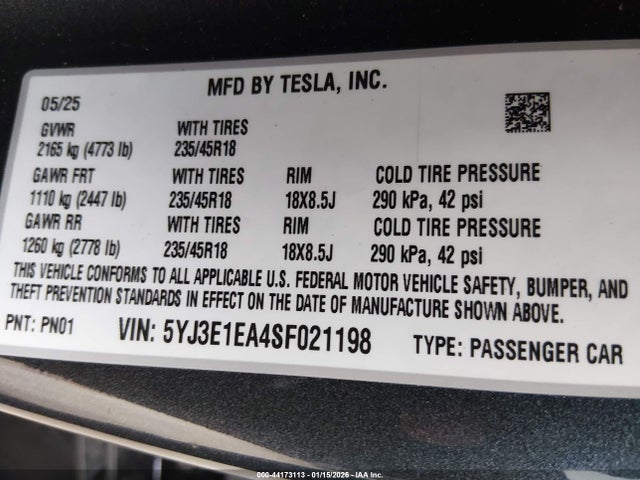 MFD BY TESLA, INC.
05/25
GVWR WITH TIRES
2165 kg (4773 lb) 235/45R18
GAWR FRT WITH TIRES RIM COLD TIRE PRESSURE
1110 kg (2447 lb) 235/45R18 18X8.5J 290 kPa, 42 psi
GAWR RR WITH TIRES RIM COLD TIRE PRESSURE
1260 kg (2778 lb) 235/45R18 18X8.5J 290 kPa, 42 psi
THIS VEHICLE CONFORMS TO ALL APPLICABLE U.S. FEDERAL MOTOR VEHICLE SAFETY, BUMPER, AND
THEFT PREVENTION STANDARDS IN EFFECT ON THE DATE OF MANUFACTURE SHOWN ABOVE.
PNT: PN01 VIN: 5YJ3E1EA4SF021198 TYPE: PASSENGER CAR
000-44173113 - 01/15/2026 - IAA Inc.